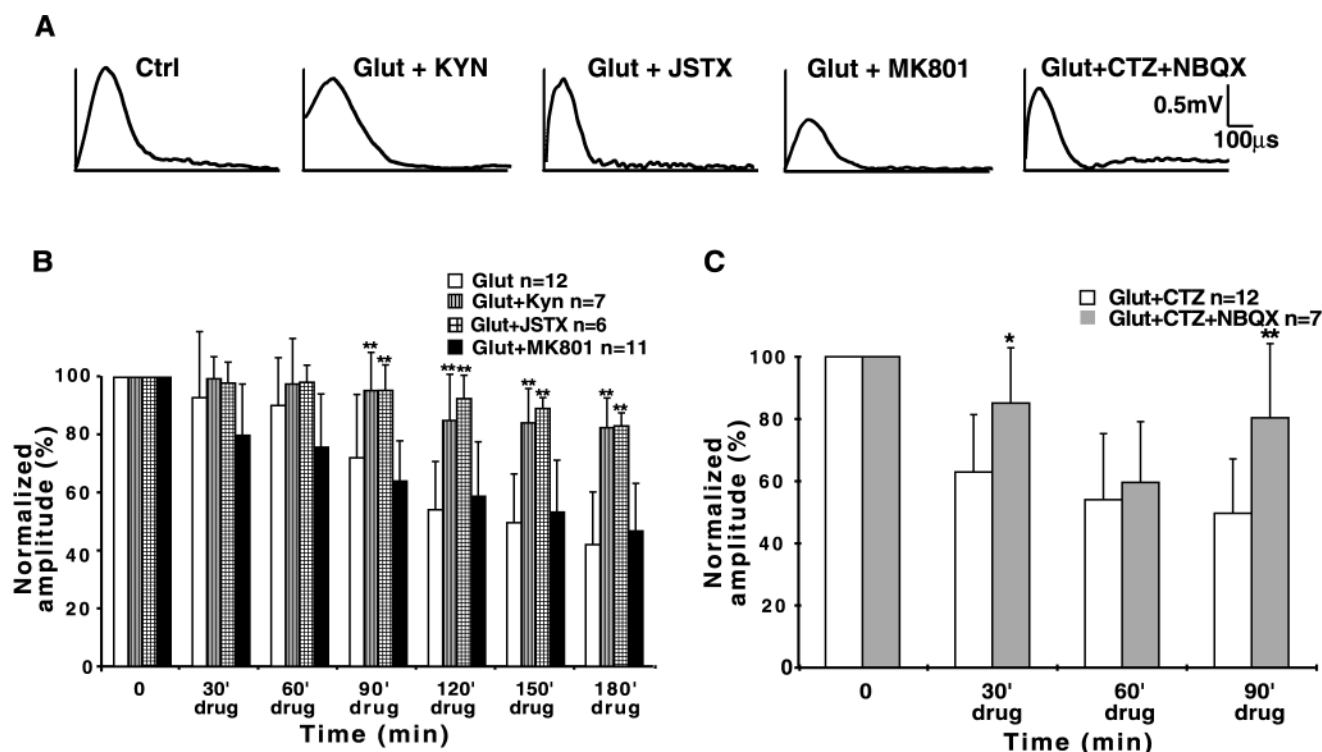 A
Ctrl
Glut + KYN
Glut + JSTX
Glut + MK801
Glut+CTZ+NBQX
0.5mV
100μs
B
Glut n=12
Glut+Kyn n=7
Glut+JSTX n=6
Glut+MK801 n=11
Normalized
amplitude (%)
100
80
60
40
20
0
** **
** **
** **
** **
0 30' 60' 90' 120' 150' 180'
drug drug drug drug drug drug
Time (min)
C
Glut+CTZ n=12
Glut+CTZ+NBQX n=7
Normalized
amplitude (%)
100
80
60
40
20
0
* **
0 30' 60' 90'
drug drug drug
Time (min)